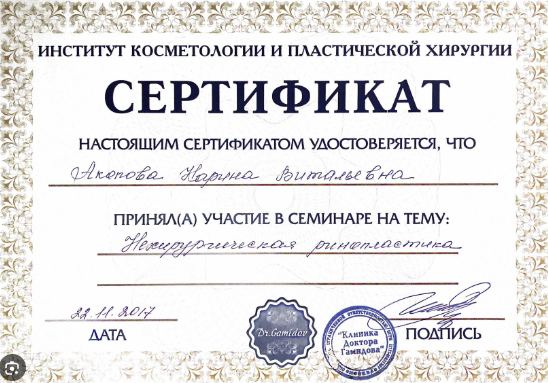 ИНСТИТУТ КОСМЕТОЛОГИИ И ПЛАСТИЧЕСКОЙ ХИРУРГИИ
СЕРТИФИКАТ
НАСТОЯЩИМ СЕРТИФИКАТОМ УДОСТОВЕРЯЕТСЯ, ЧТО
Акопова Карина Витальевна
ПРИНЯЛ(А) УЧАСТИЕ В СЕМИНАРЕ НА ТЕМУ:
Нехирургическая ринопластика
22.11.2017
ДАТА
Dr.Gamidov
"Клиника
Доктора
Гамидова"
ПОДПИСЬ